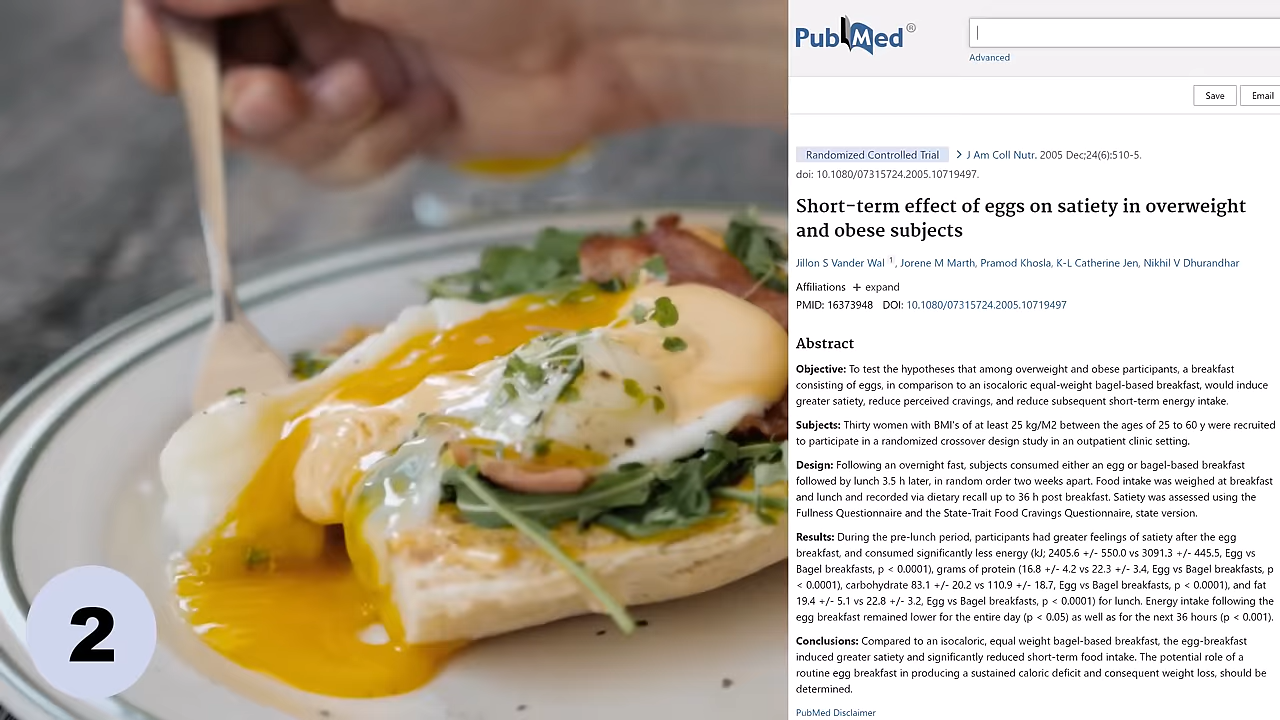 2
PubMed®
Advanced
Save
Email
Randomized Controlled Trial
J Am Coll Nutr. 2005 Dec;24(6):510-5.
doi: 10.1080/07315724.2005.10719497.
Short-term effect of eggs on satiety in overweight
and obese subjects
Jillon S Vander Wal 1, Jorene M Marth, Pramod Khosla, K-L Catherine Jen, Nikhil V Dhurandhar
Affiliations + expand
PMID: 16373948 DOI: 10.1080/07315724.2005.10719497
Abstract
Objective: To test the hypotheses that among overweight and obese participants, a breakfast
consisting of eggs, in comparison to an isocaloric equal-weight bagel-based breakfast, would induce
greater satiety, reduce perceived cravings, and reduce subsequent short-term energy intake.
Subjects: Thirty women with BMI's of at least 25 kg/M2 between the ages of 25 to 60 y were recruited
to participate in a randomized crossover design study in an outpatient clinic setting.
Design: Following an overnight fast, subjects consumed either an egg or bagel-based breakfast
followed by lunch 3.5 h later, in random order two weeks apart. Food intake was weighed at breakfast
and lunch and recorded via dietary recall up to 36 h post breakfast. Satiety was assessed using the
Fullness Questionnaire and the State-Trait Food Cravings Questionnaire, state version.
Results: During the pre-lunch period, participants had greater feelings of satiety after the egg
breakfast, and consumed significantly less energy (kJ; 2405.6 +/- 550.0 vs 3091.3 +/- 445.5, Egg vs
Bagel breakfasts, p < 0.0001), grams of protein (16.8 +/- 4.2 vs 22.3 +/- 3.4, Egg vs Bagel breakfasts, p
< 0.0001), carbohydrate 83.1 +/- 20.2 vs 110.9 +/- 18.7, Egg vs Bagel breakfasts, p < 0.0001), and fat
19.4 +/- 5.1 vs 22.8 +/- 3.2, Egg vs Bagel breakfasts, p < 0.0001) for lunch. Energy intake following the
egg breakfast remained lower for the entire day (p < 0.05) as well as for the next 36 hours (p < 0.001).
Conclusions: Compared to an isocaloric, equal weight bagel-based breakfast, the egg-breakfast
induced greater satiety and significantly reduced short-term food intake. The potential role of a
routine egg breakfast in producing a sustained caloric deficit and consequent weight loss, should be
determined.
PubMed Disclaimer